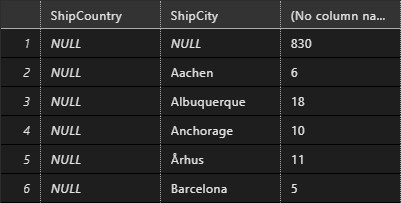 ShipCountry ShipCity (No column na...
1 NULL NULL 830
2 NULL Aachen 6
3 NULL Albuquerque 18
4 NULL Anchorage 10
5 NULL Århus 11
6 NULL Barcelona 5